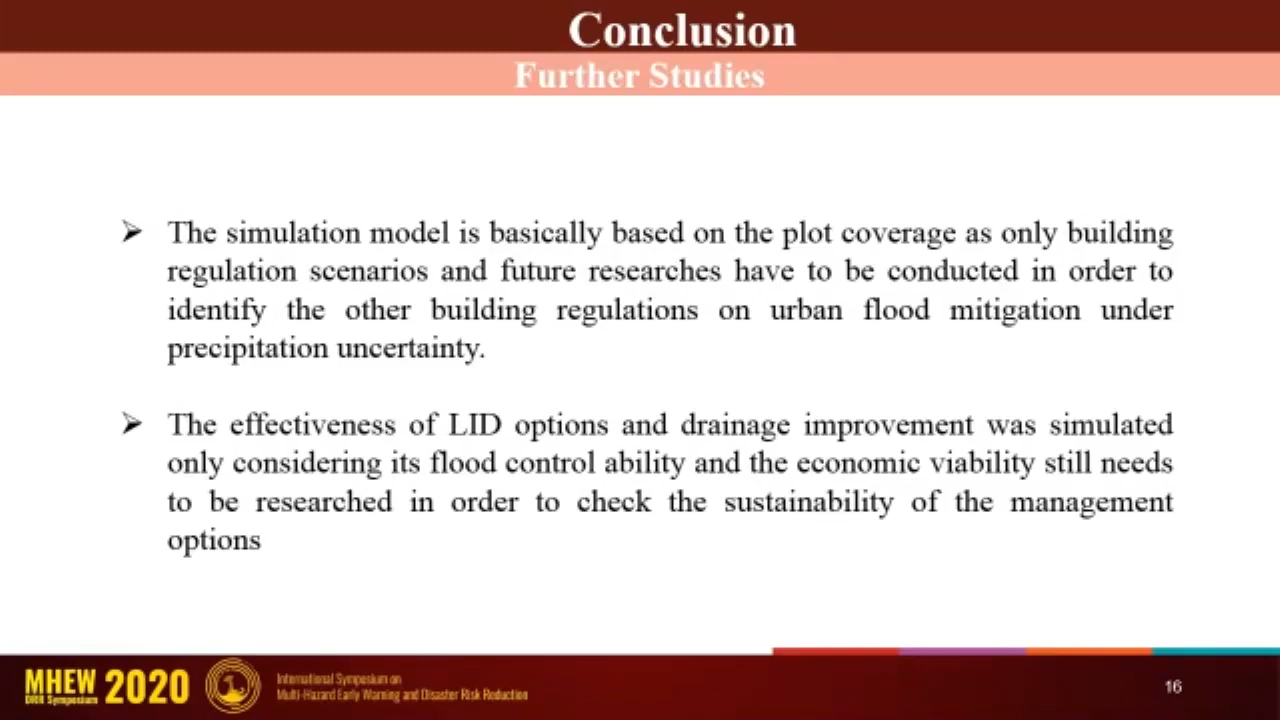 Conclusion
Further Studies
➢ The simulation model is basically based on the plot coverage as only building
regulation scenarios and future researches have to be conducted in order to
identify the other building regulations on urban flood mitigation under
precipitation uncertainty.
➢ The effectiveness of LID options and drainage improvement was simulated
only considering its flood control ability and the economic viability still needs
to be researched in order to check the sustainability of the management
options
MHEW
DRR Symposium
2020
International Symposium on
Multi-Hazard Early Warning and Disaster Risk Reduction
16